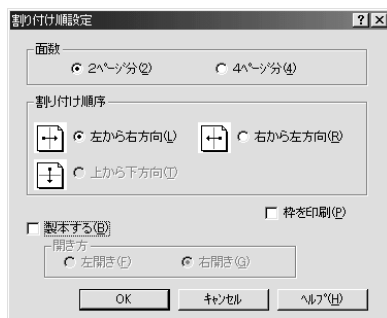 割り付け順設定
面数
2ページ分(2) 4ページ分(4)
割り付け順序
左から右方向(L) 右から左方向(R)
上から下方向(T)
枠を印刷(P)
製本する(B)
開き方
左開き(F) 右開き(G)
OK キャンセル ヘルプ(H)